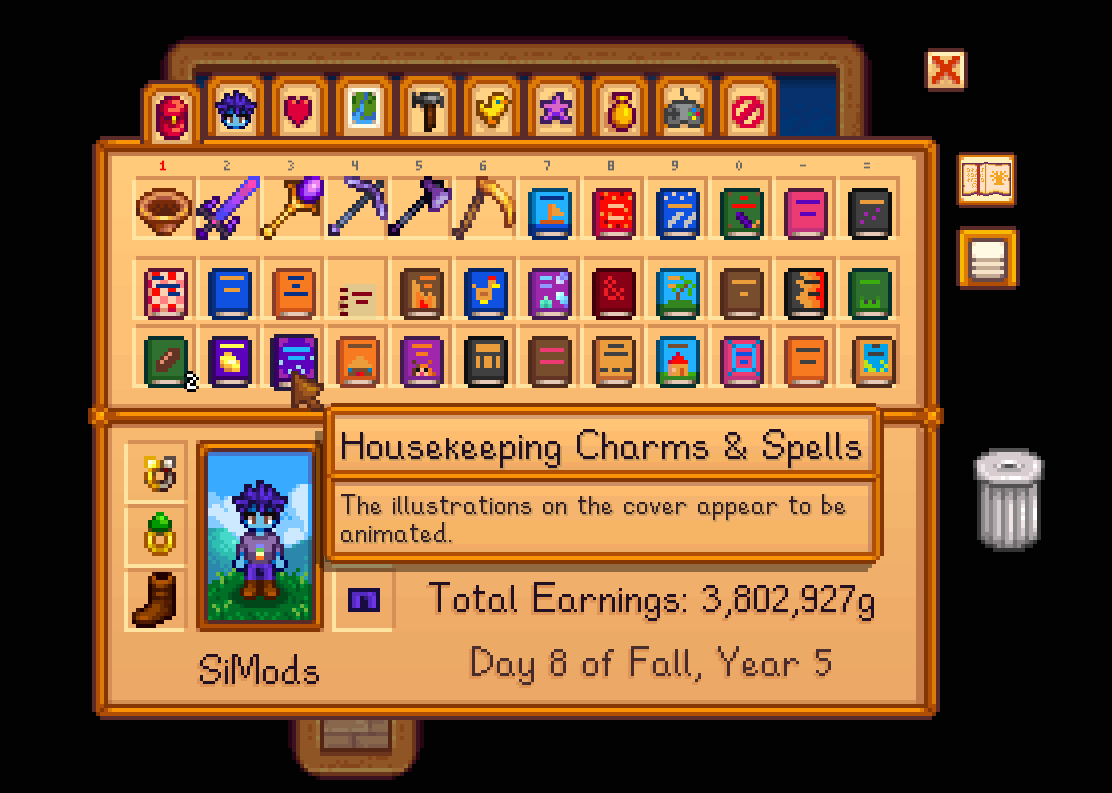 1 2 3 4 5 6 7 8 9 0 - =
2
Housekeeping Charms & Spells
The illustrations on the cover appear to be
animated.
Total Earnings: 3,802,927g
SiMods
Day 8 of Fall, Year 5